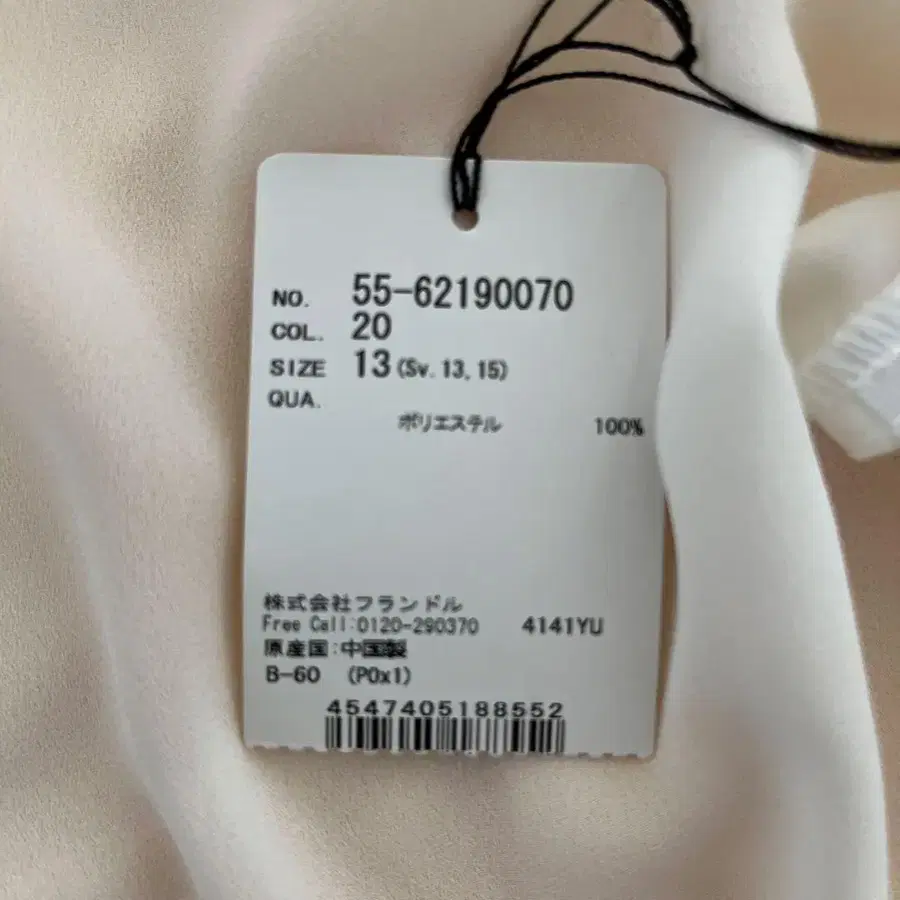 NO. 55-62190070
COL. 20
SIZE 13 (Sv. 13, 15)
QUA.
ポリエステル 100%
株式会社フランドル
Free Call:0120-290370 4141YU
原産国:中国製
B-60 (P0x1)
4547405188552